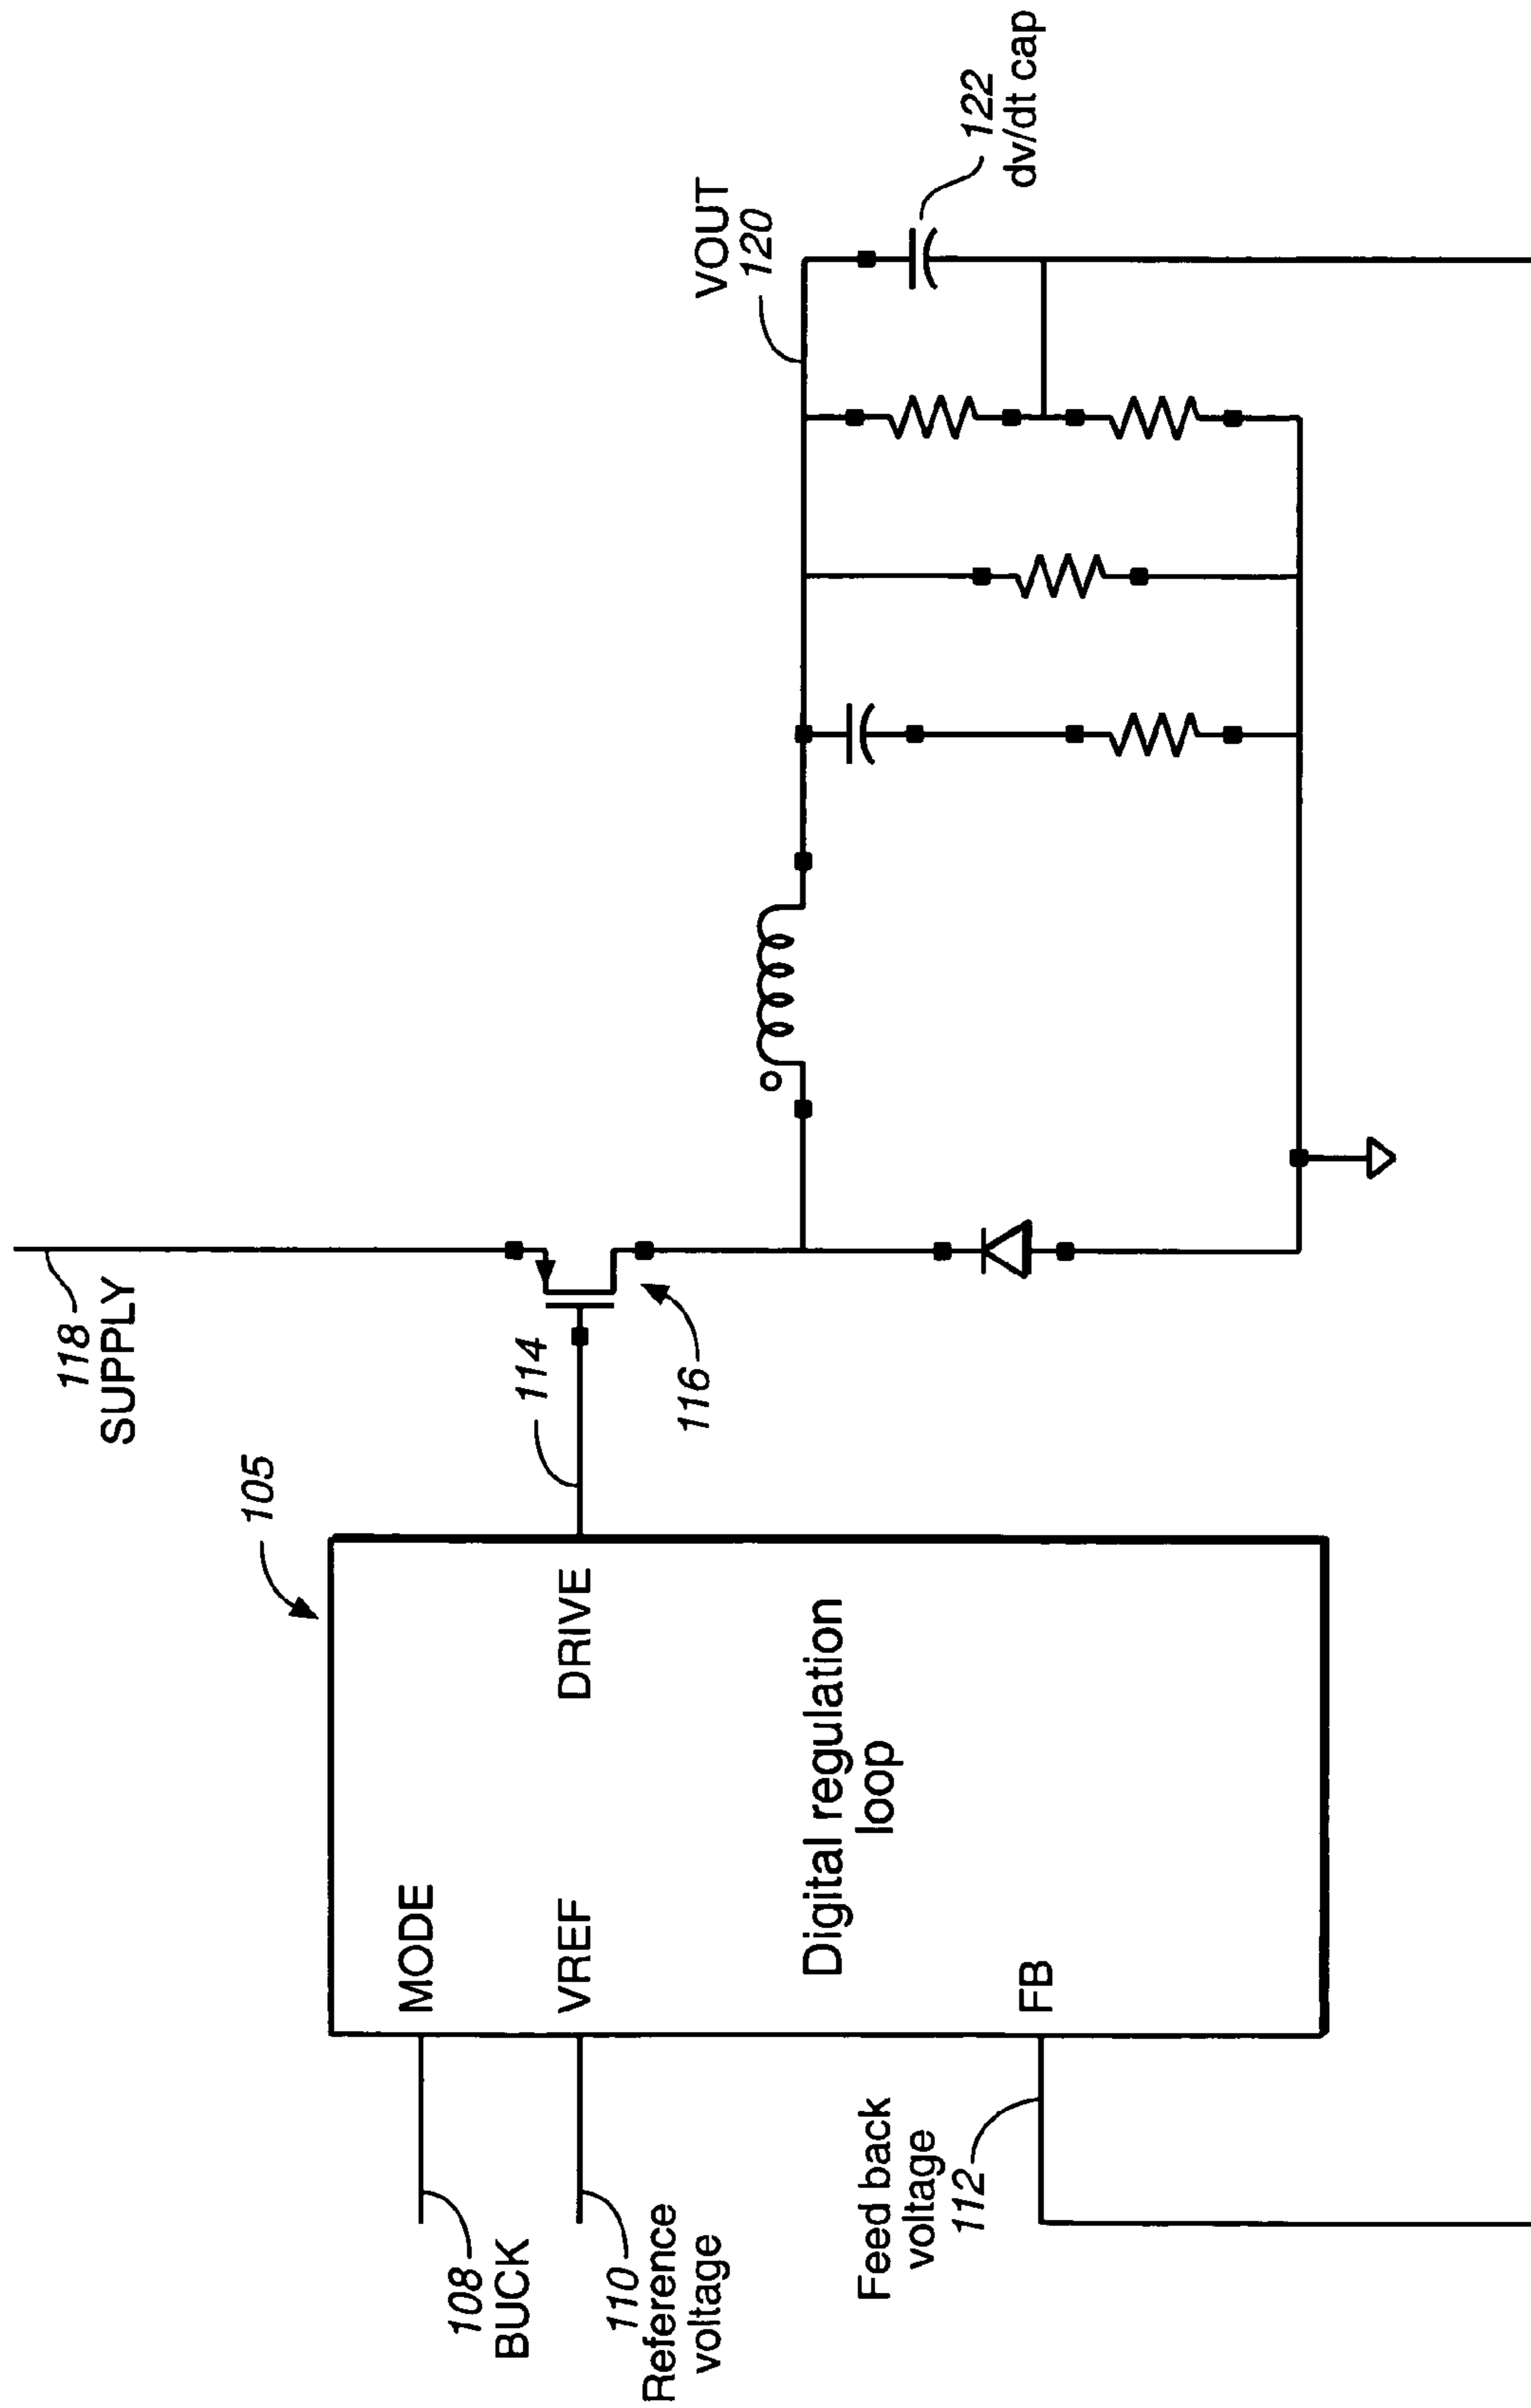 118
SUPPLY
105
114
116
VOUT
120
122
dv/dt cap
108
BUCK
MODE
110
Reference
voltage
VREF
DRIVE
Digital regulation
loop
Feed back
voltage
112
FB